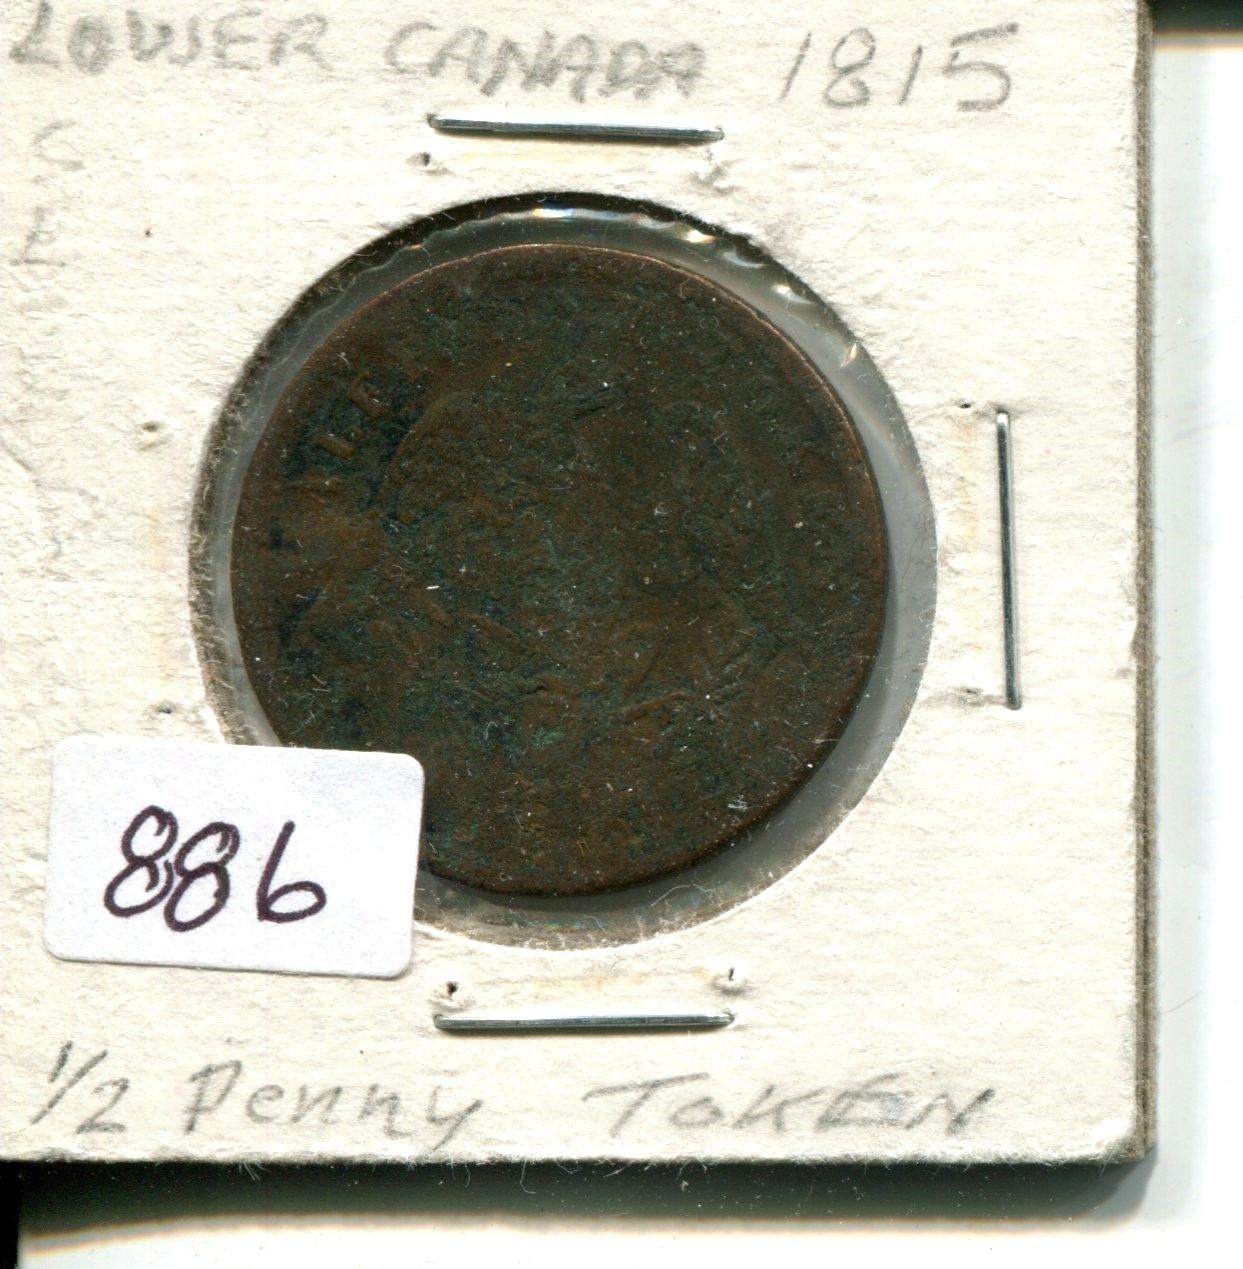 LOWER CANADA 1815
886
1/2 Penny TOKEN